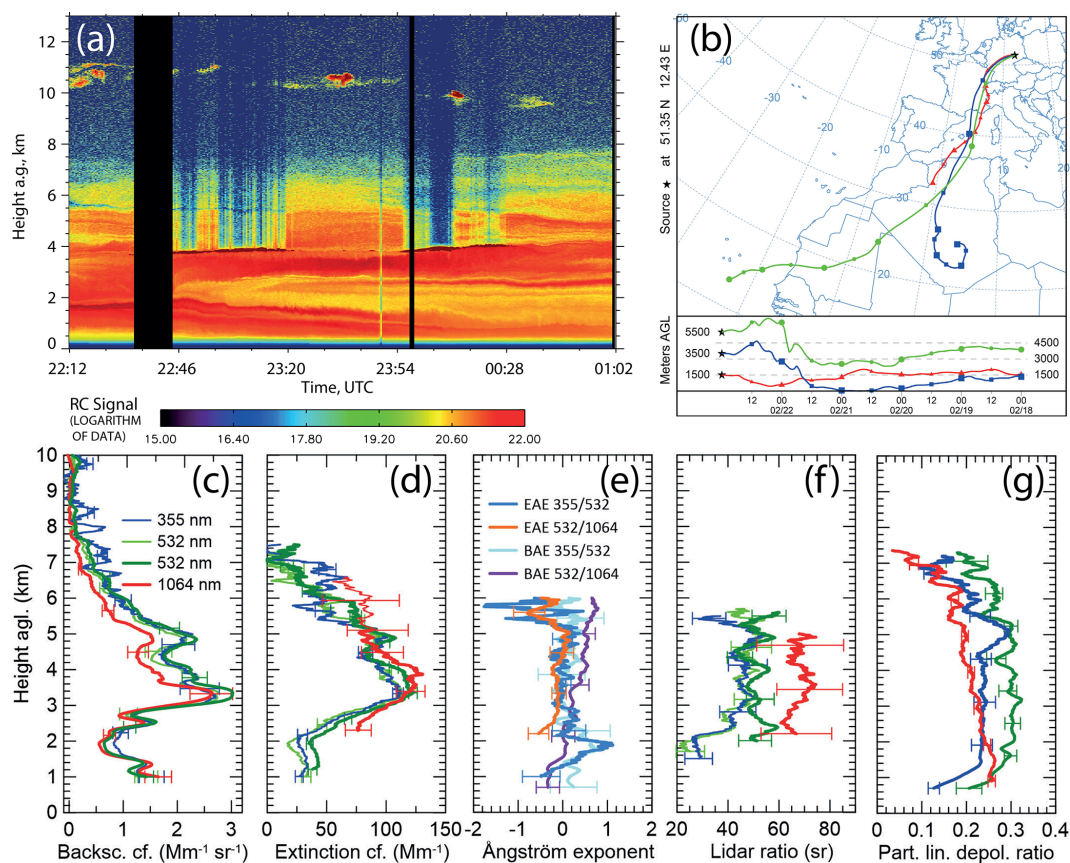 (a)
Height a.g., km
12
10
8
6
4
2
0
22:12 22:46 23:20 23:54 00:28 01:02
Time, UTC
RC Signal
(LOGARITHM
OF DATA)
15.00 16.40 17.80 19.20 20.60 22.00
(b)
Source ★ at 51.35 N 12.43 E
-50
-40
-30
-20
-10
0
10
20
50
40
30
20
Meters AGL
5500
3500
1500
4500
3000
1500
12 00 12 00 12 00 12 00 12 00
02/22 02/21 02/20 02/19 02/18
(c)
Height agl. (km)
10
9
8
7
6
5
4
3
2
1
0
355 nm
532 nm
532 nm
1064 nm
0 1 2 3
Backsc. cf. (Mm⁻¹ sr⁻¹)
(d)
0 50 100 150
Extinction cf. (Mm⁻¹)
(e)
EAE 355/532
EAE 532/1064
BAE 355/532
BAE 532/1064
-2 -1 0 1 2
Ångström exponent
(f)
20 40 60 80
Lidar ratio (sr)
(g)
0.0 0.1 0.2 0.3 0.4
Part. lin. depol. ratio